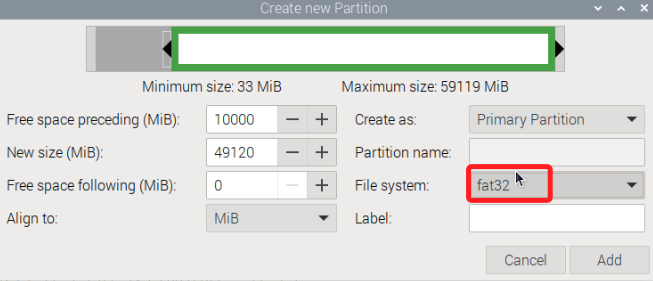 Create new Partition
Minimum size: 33 MiB Maximum size: 59119 MiB
Free space preceding (MiB): 10000 Create as: Primary Partition
New size (MiB): 49120 Partition name:
Free space following (MiB): 0 File system: fat32
Align to: MiB Label:
Cancel Add